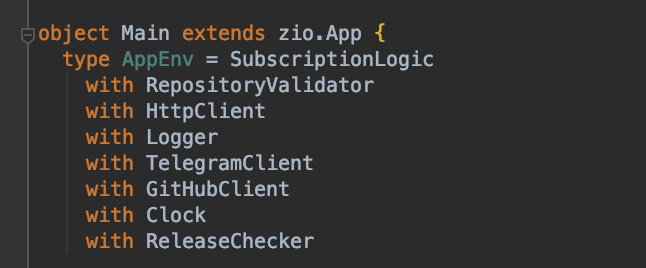 object Main extends zio.App {
type AppEnv = SubscriptionLogic
with RepositoryValidator
with HttpClient
with Logger
with TelegramClient
with GitHubClient
with Clock
with ReleaseChecker